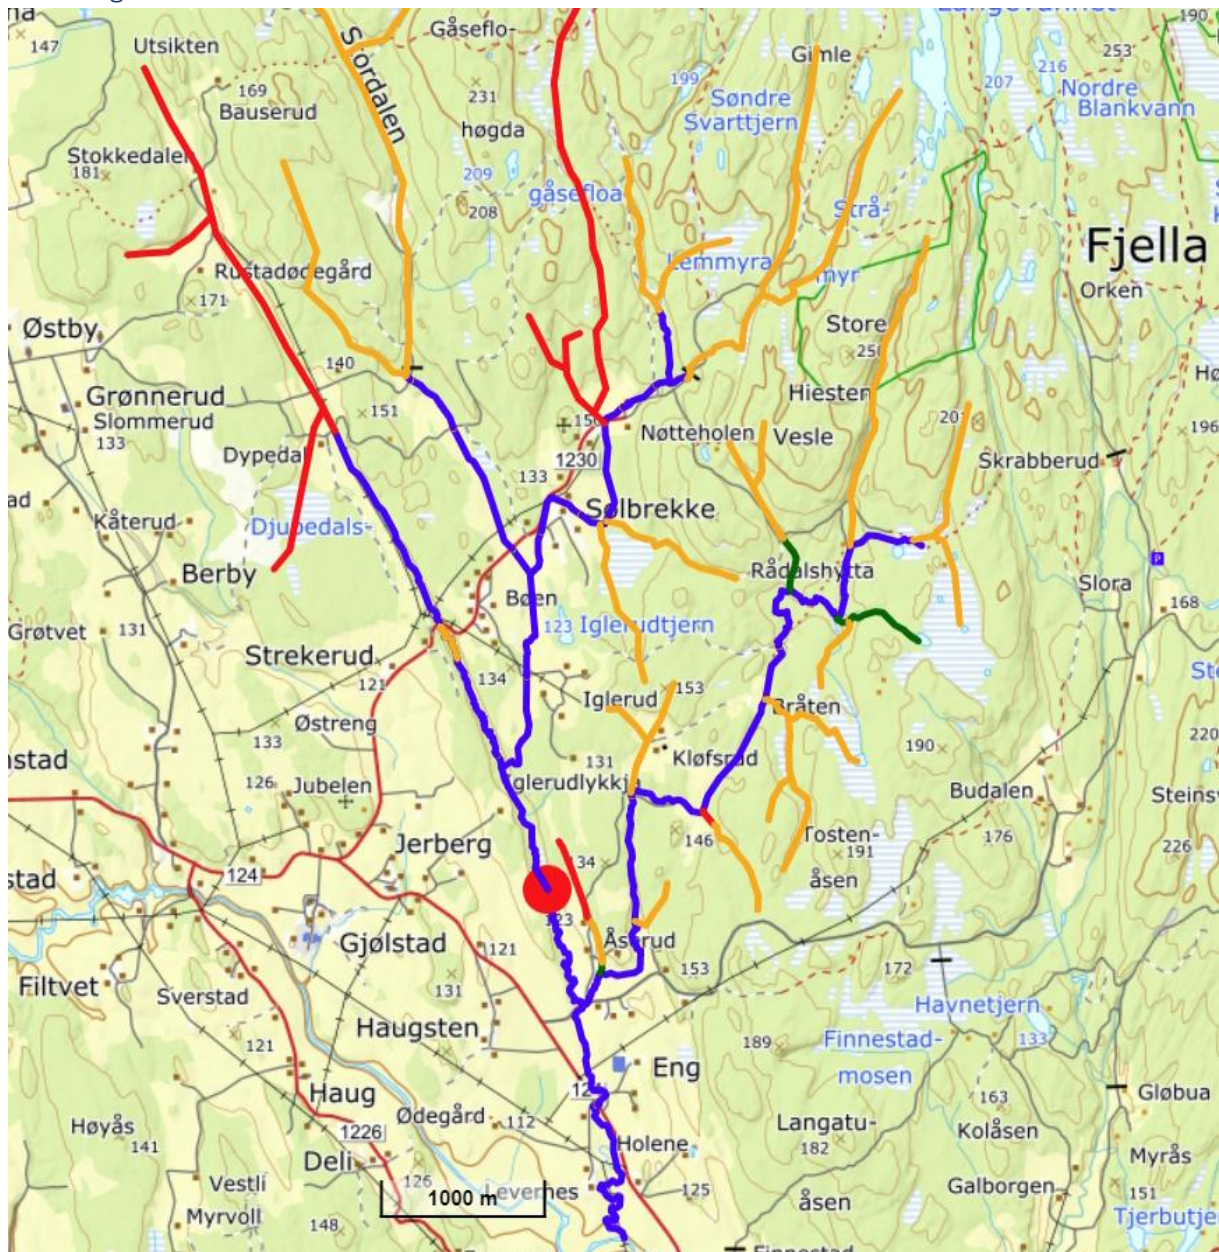 147
Utsikten
Sordalen
Gåseflo-
Gimle
190
253
169
Bauserud
231
høgda
199
Søndre
Svarttjern
207
216
Nordre
Blankvann
Stokkedalen
181
209
208
gåsefloa
Strå-
Lemmyra
myr
Fjella
Orken
Rustadødegård
171
Østby
140
Store
Grønnerud
Slommerud
133
151
Hiesten
Nøtteholen
Vesle
196
Skrabberud
Dypedal
1230
133
Sølbrekke
Djupedals-
Kåterud
Berby
Rådalshytta
Slora
168
Grøtvet
131
Bøen
123
Iglerudtjern
Strekerud
121
134
Iglerud
153
Bråten
Østreng
133
190
220
131
Kløfsrud
126
Jubelen
Iglerudlykkja
Budalen
Steinsv
146
176
Jerberg
Tosten-
191
åsen
226
124
134
123
Gjølstad
121
Åserud
153
172
Filtvet
Sverstad
131
Havnetjern
Haugsten
133
121
189
Finnestad-
mosen
Eng
Gløbua
Haug
163
Høyås
141
1226
Ødegård
112
Langatu-
182
Kolåsen
Holene
Deli
Myrås
126
1000 m
Levernes
125
Vestli
Myrvoll
148
åsen
Galborgen
151
Tjerbutje
Finnestad